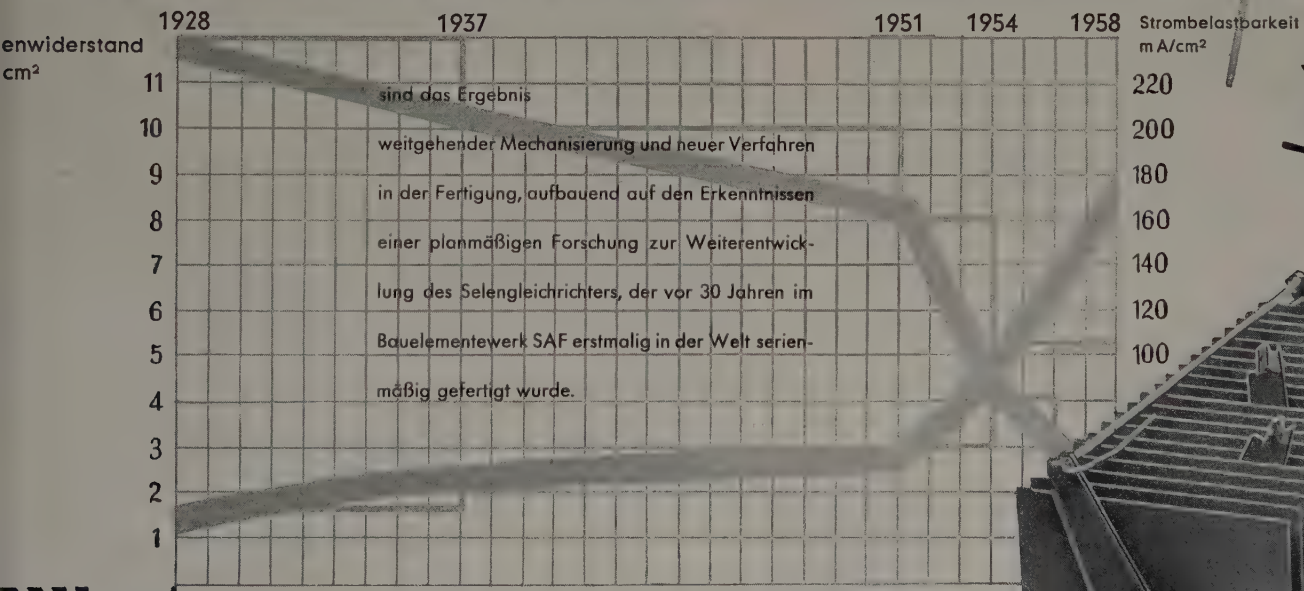 1928 1937 1951 1954 1958
enwiderstand
cm²
Strombelastbarkeit
mA/cm²
11
10
9
8
7
6
5
4
3
2
1
220
200
180
160
140
120
100
sind das Ergebnis
weitgehender Mechanisierung und neuer Verfahren
in der Fertigung, aufbauend auf den Erkenntnissen
einer planmäßigen Forschung zur Weiterentwick-
lung des Selengleichrichters, der vor 30 Jahren im
Bauelementewerk SAF erstmalig in der Welt serien-
mäßig gefertigt wurde.